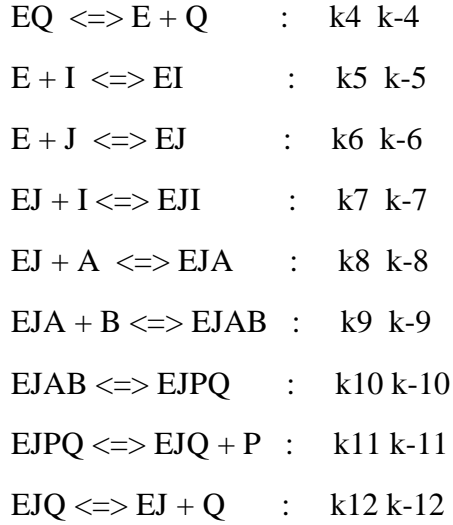 EQ <=> E + Q : k4 k-4
E + I <=> EI : k5 k-5
E + J <=> EJ : k6 k-6
EJ + I <=> EJI : k7 k-7
EJ + A <=> EJA : k8 k-8
EJA + B <=> EJAB : k9 k-9
EJAB <=> EJPQ : k10 k-10
EJPQ <=> EJQ + P : k11 k-11
EJQ <=> EJ + Q : k12 k-12